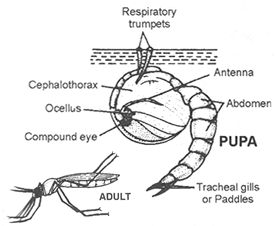 Respiratory
trumpets
Antenna
Cephalothorax
Ocellus
Abdomen
Compound eye
PUPA
ADULT
Tracheal gills
or Paddles